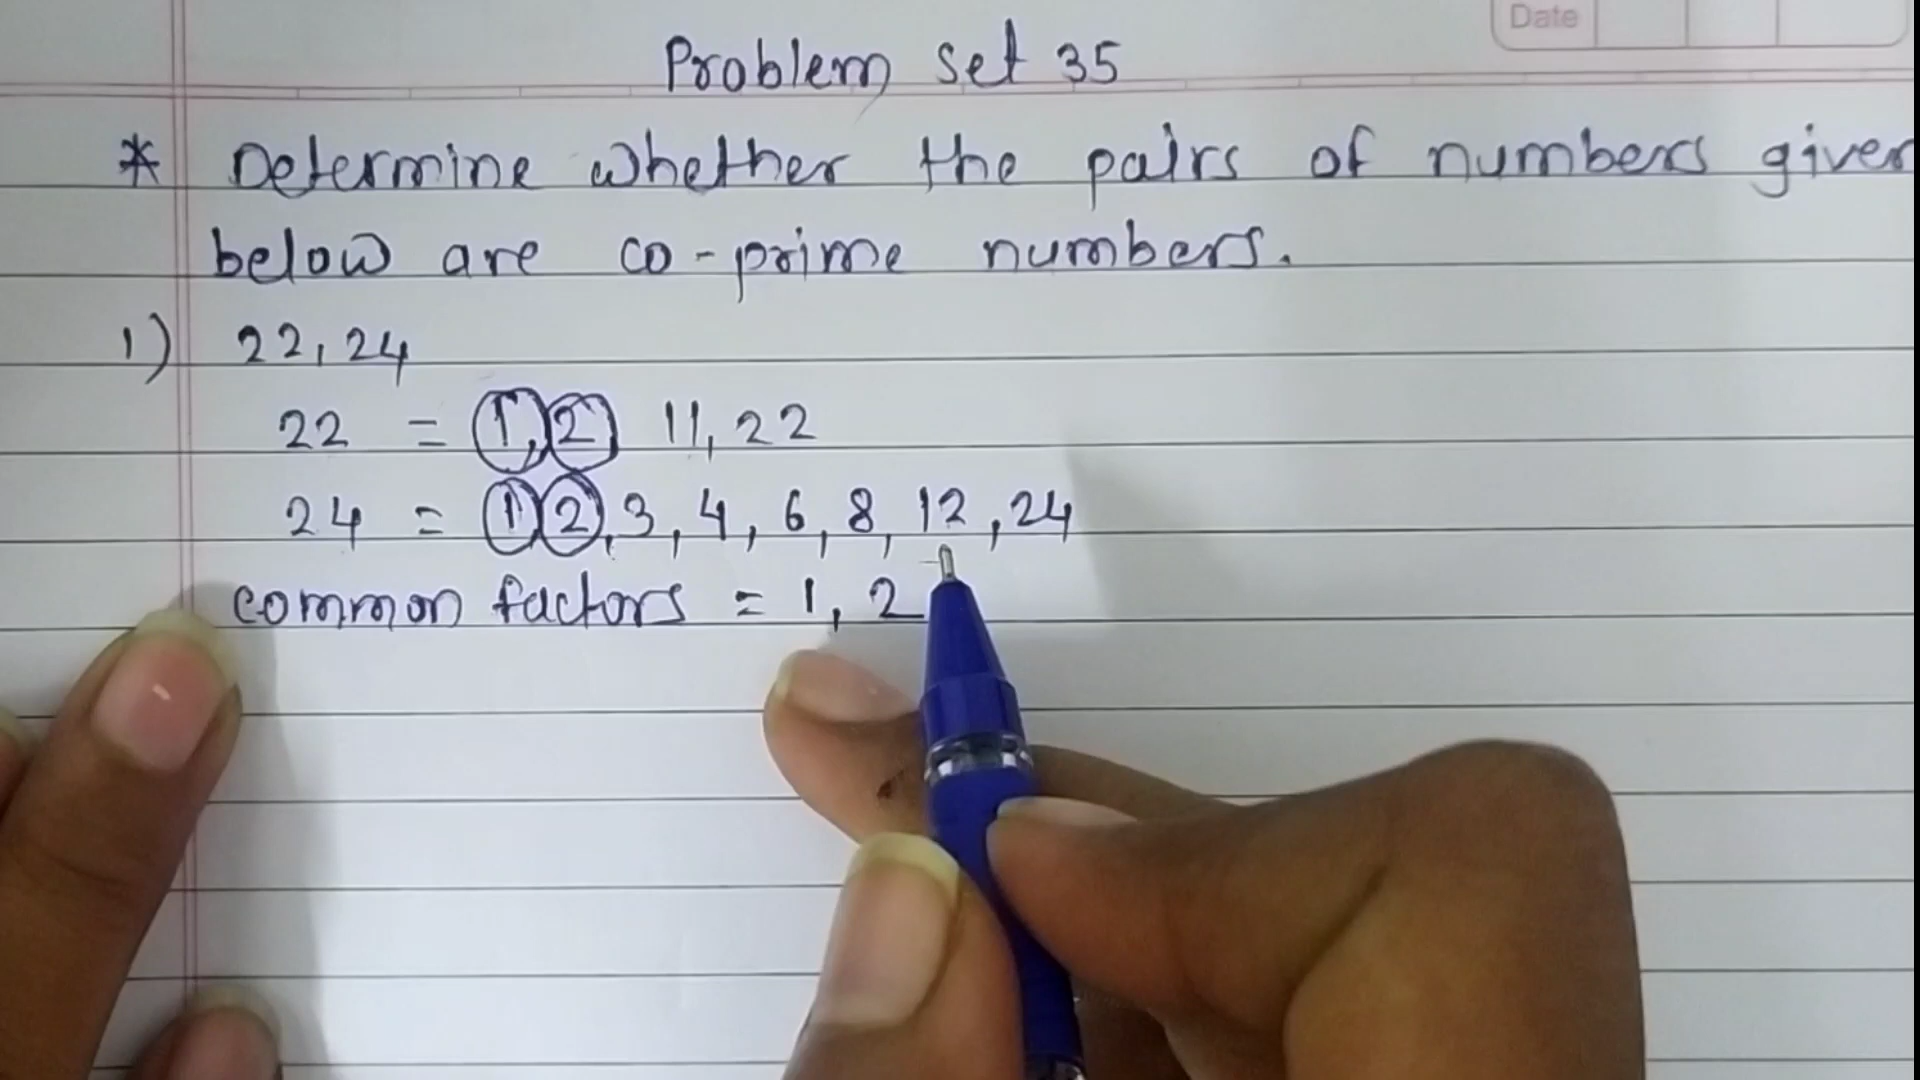 Date
Problem set 35
* Determine whether the pairs of numbers given
below are co-prime numbers.
1) 22, 24
22 = 1, 2 11, 22
24 = 1 2, 3, 4, 6, 8, 12, 24
common factors = 1, 2